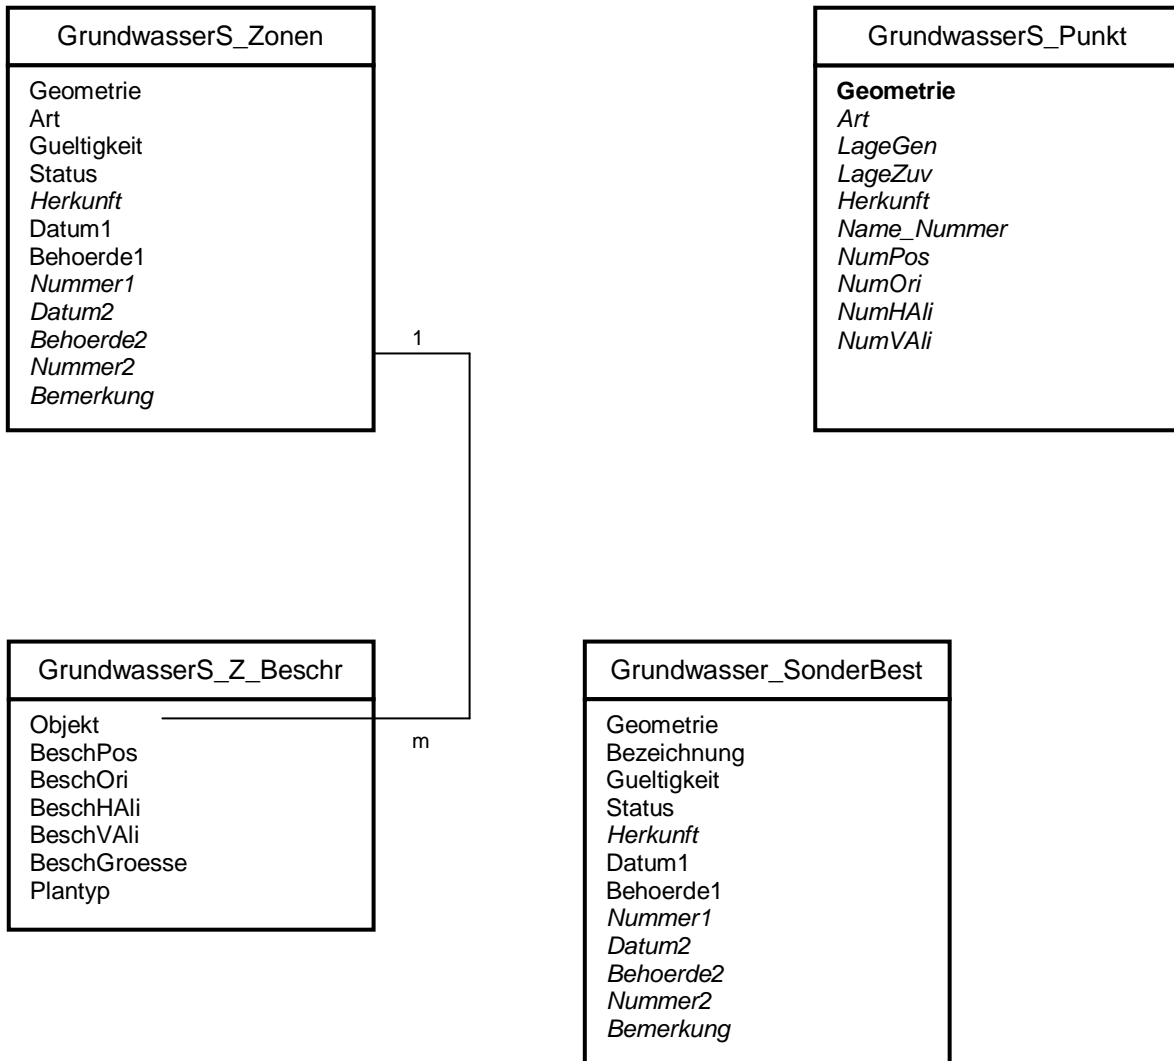 GrundwasserS_Zonen
Geometrie
Art
Gueltigkeit
Status
Herkunft
Datum1
Behoerde1
Nummer1
Datum2
Behoerde2
Nummer2
Bemerkung
1
GrundwasserS_Punkt
Geometrie
Art
LageGen
LageZuv
Herkunft
Name_Nummer
NumPos
NumOri
NumHAli
NumVAli
GrundwasserS_Z_Beschr
Objekt
BeschPos
BeschOri
BeschHAli
BeschVAli
BeschGroesse
Plantyp
m
Grundwasser_SonderBest
Geometrie
Bezeichnung
Gueltigkeit
Status
Herkunft
Datum1
Behoerde1
Nummer1
Datum2
Behoerde2
Nummer2
Bemerkung